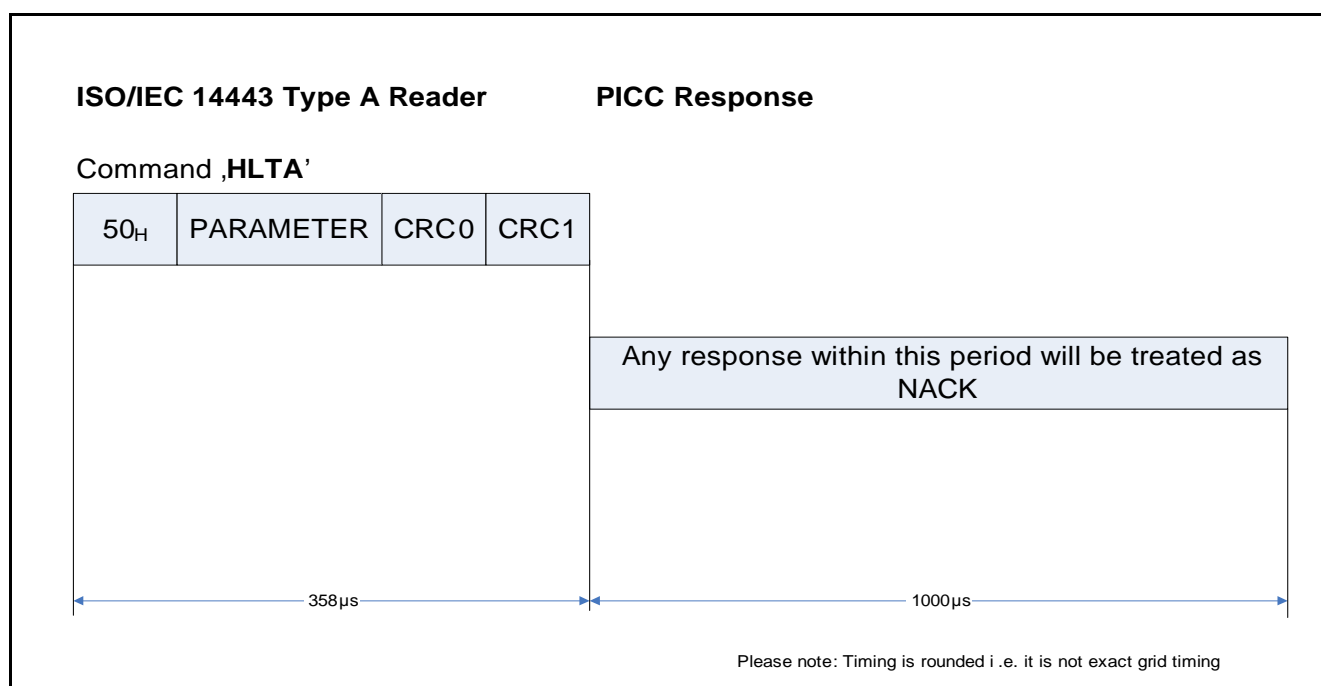 ISO/IEC 14443 Type A Reader PICC Response
Command ‚HLTA’
50H PARAMETER CRC0 CRC1
Any response within this period will be treated as
NACK
358µs 1000µs
Please note: Timing is rounded i .e. it is not exact grid timing